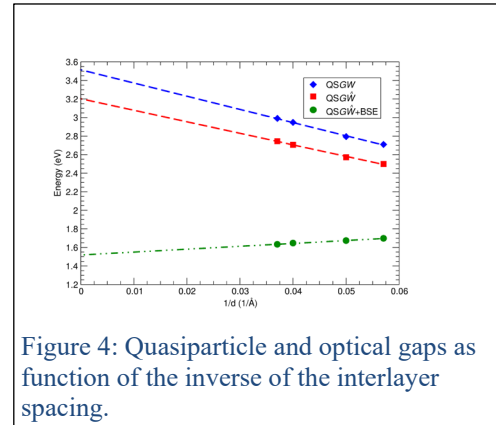 3.6
3.4
3.2
3
2.8
2.6
2.4
2.2
2
1.8
1.6
1.4
1.2
Energy (eV)
QSGW
QSGŴ
QSGŴ+BSE
0
0.01
0.02
0.03
0.04
0.05
0.06
1/d (1/Å)
Figure 4: Quasiparticle and optical gaps as
function of the inverse of the interlayer
spacing.